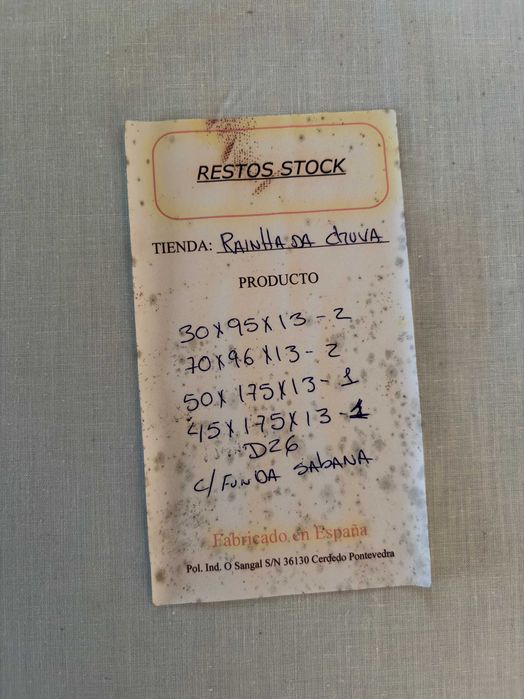 RESTOS STOCK
TIENDA: RAINHA DA CHUVA
PRODUCTO
30X95X13-2
70X96X13-2
50X175X13-1
45X175X13-1
D26
C/FUNDA SABANA
Fabricado en España
Pol. Ind. O Sangal S/N 36130 Cerdedo Pontevedra